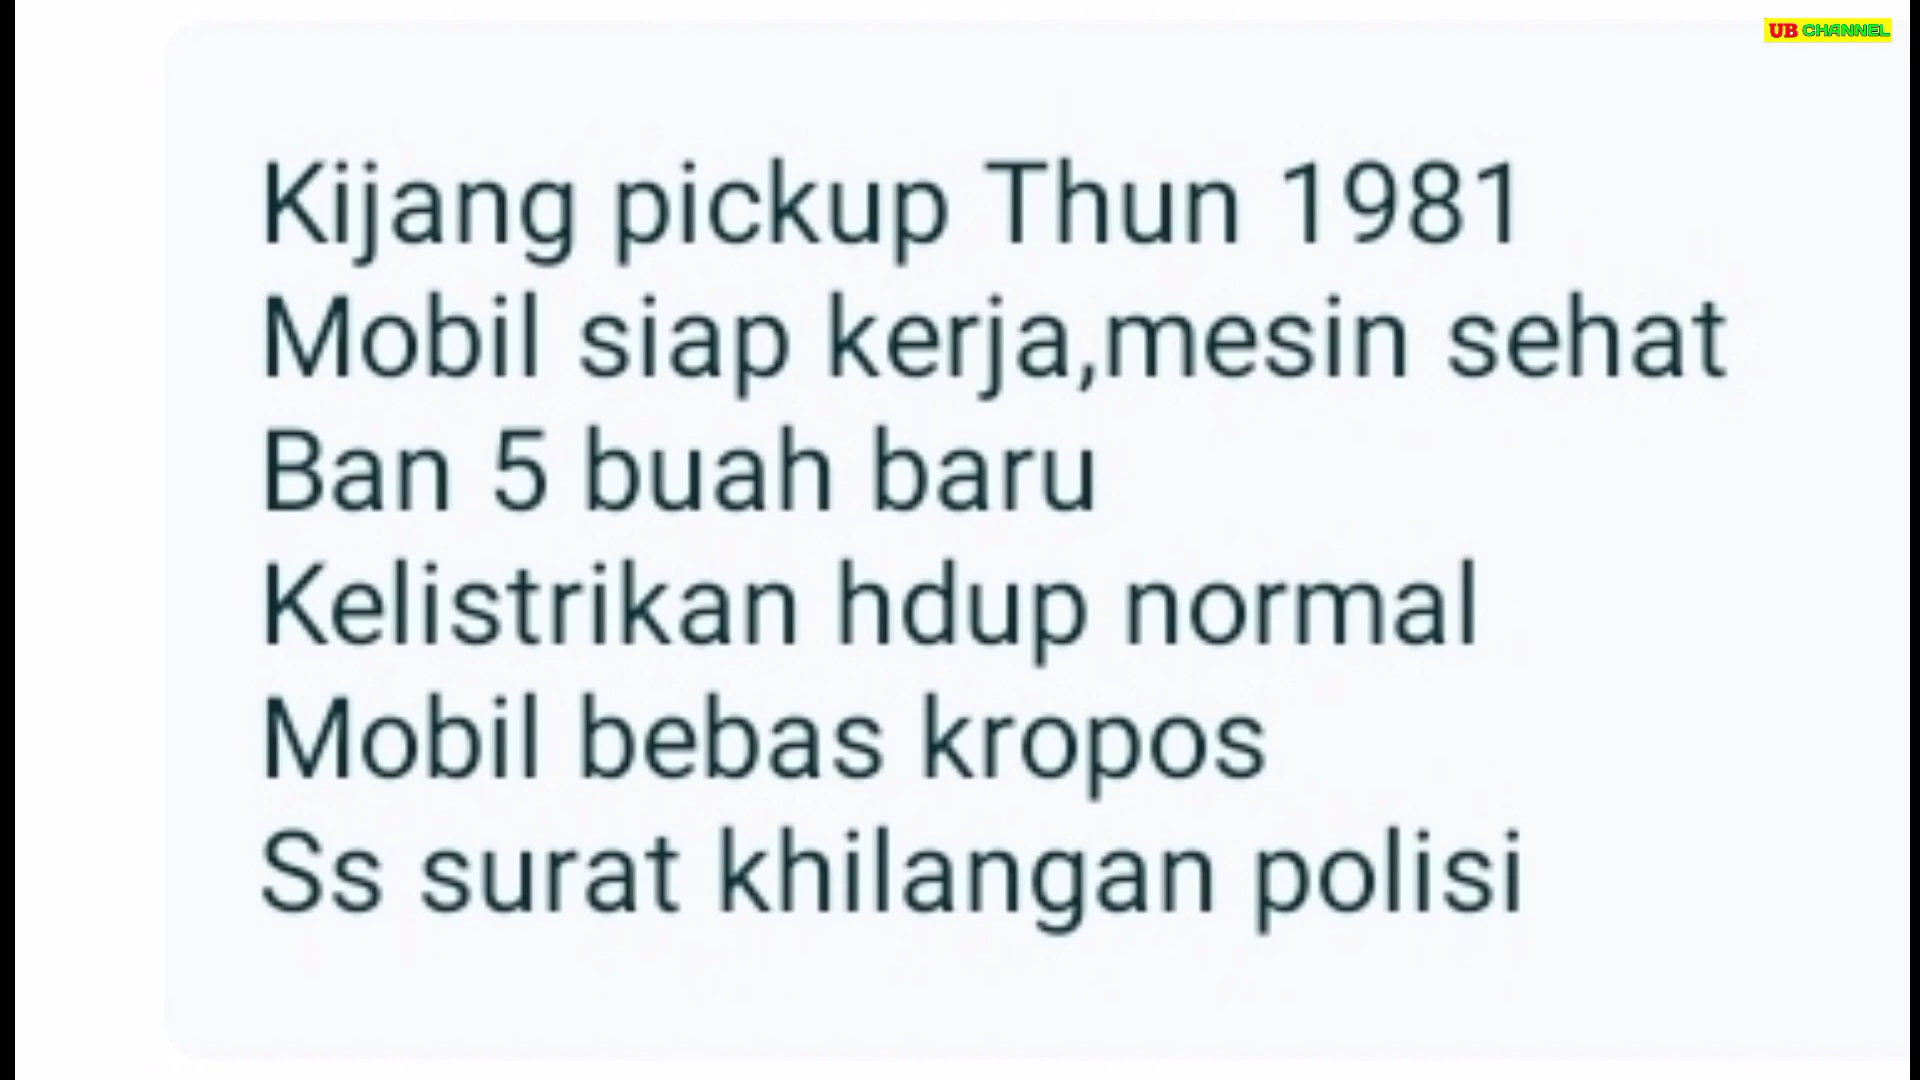 UB CHANNEL
Kijang pickup Thun 1981
Mobil siap kerja,mesin sehat
Ban 5 buah baru
Kelistrikan hdup normal
Mobil bebas kropos
Ss surat khilangan polisi